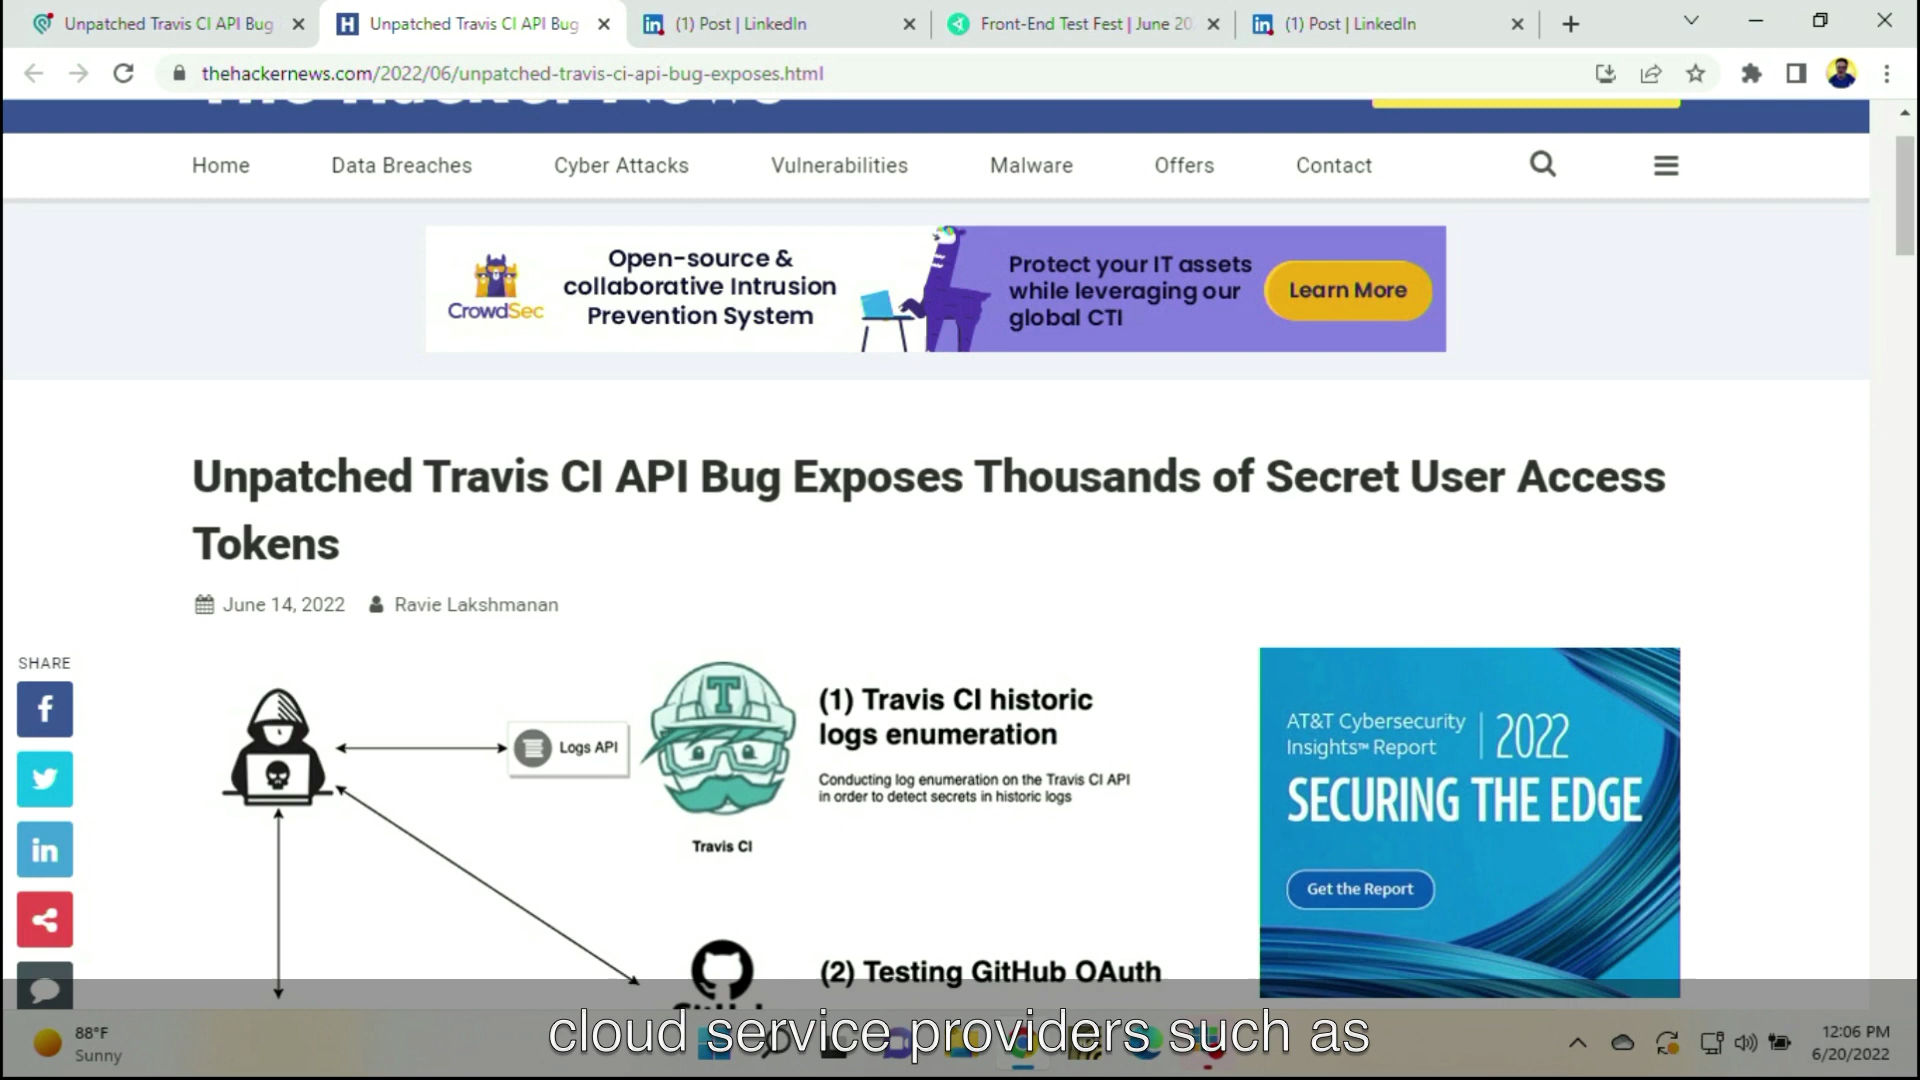 Unpatched Travis CI API Bug
Unpatched Travis CI API Bug
(1) Post | LinkedIn
Front-End Test Fest | June 20
(1) Post | LinkedIn
thehackernews.com/2022/06/unpatched-travis-ci-api-bug-exposes.html
Home
Data Breaches
Cyber Attacks
Vulnerabilities
Malware
Offers
Contact
CrowdSec
Open-source &
collaborative Intrusion
Prevention System
Protect your IT assets
while leveraging our
global CTI
Learn More
Unpatched Travis CI API Bug Exposes Thousands of Secret User Access
Tokens
June 14, 2022
Ravie Lakshmanan
SHARE
Logs API
Travis CI
(1) Travis CI historic
logs enumeration
Conducting log enumeration on the Travis CI API
in order to detect secrets in historic logs
(2) Testing GitHub OAuth
AT&T Cybersecurity
Insights™ Report
2022
SECURING THE EDGE
Get the Report
cloud service providers such as
88°F
Sunny
12:06 PM
6/20/2022